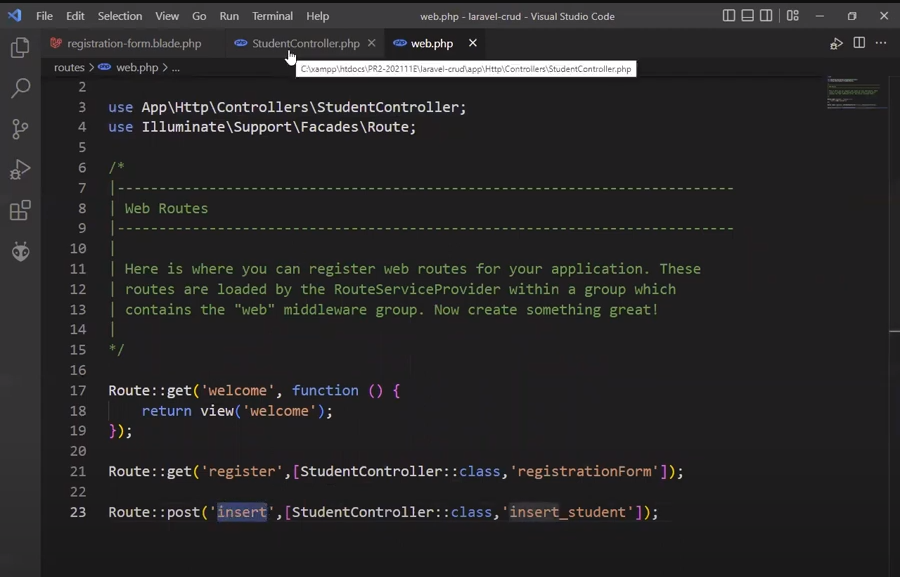 File Edit Selection View Go Run Terminal Help web.php - laravel-crud - Visual Studio Code
registration-form.blade.php StudentController.php web.php
routes > web.php > ...
C:\xampp\htdocs\PR2-202111E\laravel-crud\app\Http\Controllers\StudentController.php
2
3 use App\Http\Controllers\StudentController;
4 use Illuminate\Support\Facades\Route;
5
6 /*
7 |--------------------------------------------------------------------------
8 | Web Routes
9 |--------------------------------------------------------------------------
10 |
11 | Here is where you can register web routes for your application. These
12 | routes are loaded by the RouteServiceProvider within a group which
13 | contains the "web" middleware group. Now create something great!
14 |
15 */
16
17 Route::get('welcome', function () {
18 return view('welcome');
19 });
20
21 Route::get('register',[StudentController::class,'registrationForm']);
22
23 Route::post('insert',[StudentController::class,'insert_student']);